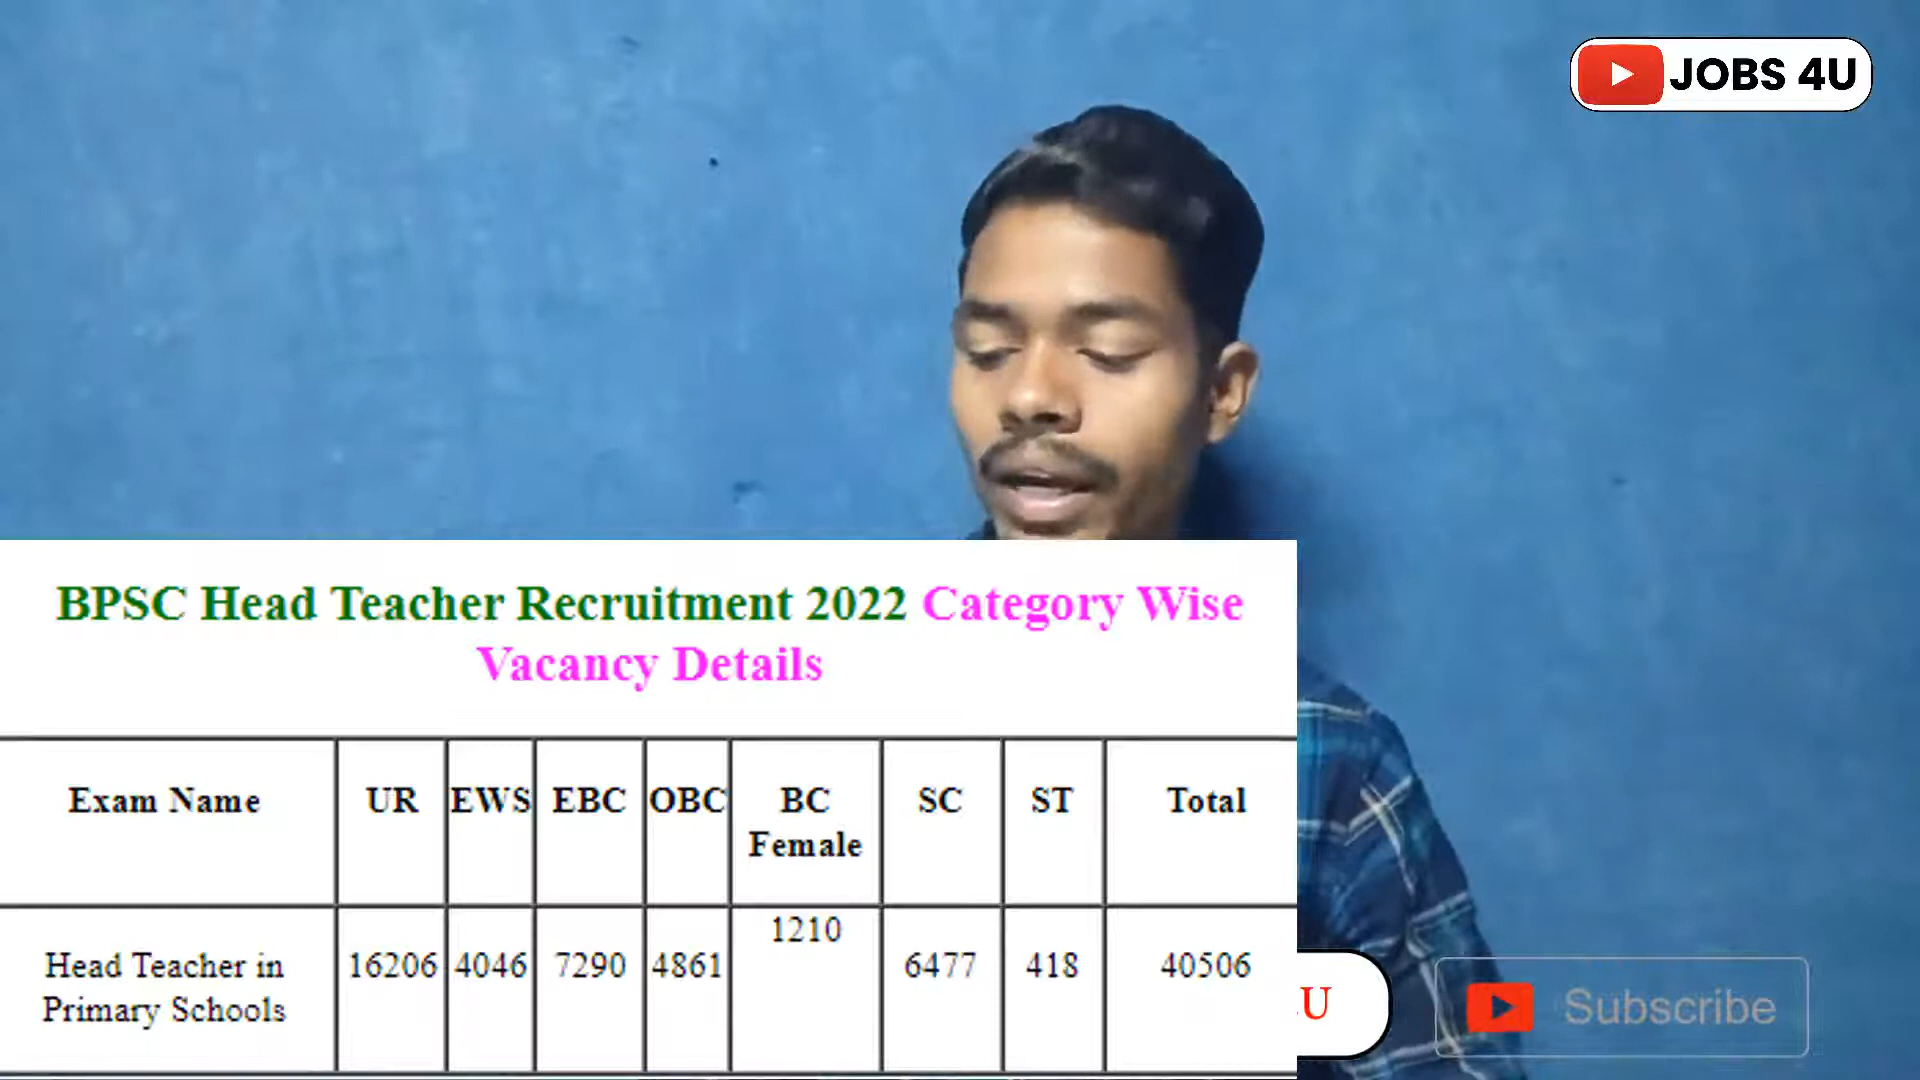 JOBS 4U
BPSC Head Teacher Recruitment 2022 Category Wise
Vacancy Details
Exam Name UR EWS EBC OBC BC Female SC ST Total
Head Teacher in Primary Schools 16206 4046 7290 4861 1210 6477 418 40506
U
Subscribe